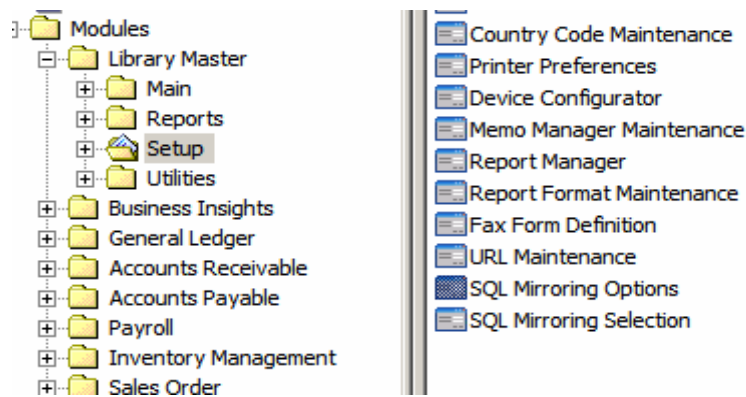 Modules
Library Master
Main
Reports
Setup
Utilities
Business Insights
General Ledger
Accounts Receivable
Accounts Payable
Payroll
Inventory Management
Sales Order
Country Code Maintenance
Printer Preferences
Device Configurator
Memo Manager Maintenance
Report Manager
Report Format Maintenance
Fax Form Definition
URL Maintenance
SQL Mirroring Options
SQL Mirroring Selection